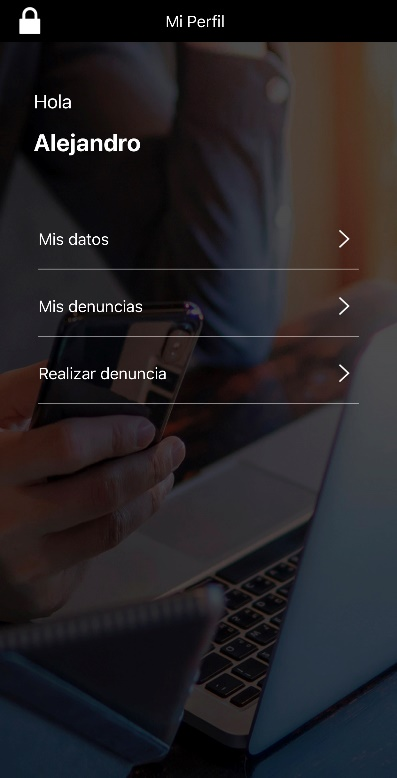 Mi Perfil
Hola
Alejandro
Mis datos
Mis denuncias
Realizar denuncia